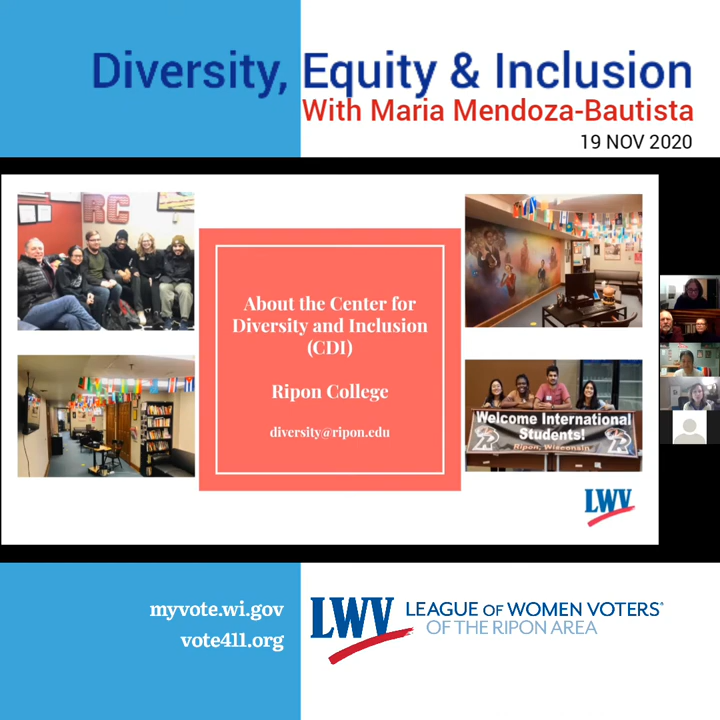 Diversity, Equity & Inclusion
With Maria Mendoza-Bautista
19 NOV 2020
RC
About the Center for
Diversity and Inclusion
(CDI)
Ripon College
diversity@ripon.edu
Welcome International
Students!
Ripon, Wisconsin
LWV
myvote.wi.gov
vote411.org
LWV LEAGUE OF WOMEN VOTERS®
OF THE RIPON AREA